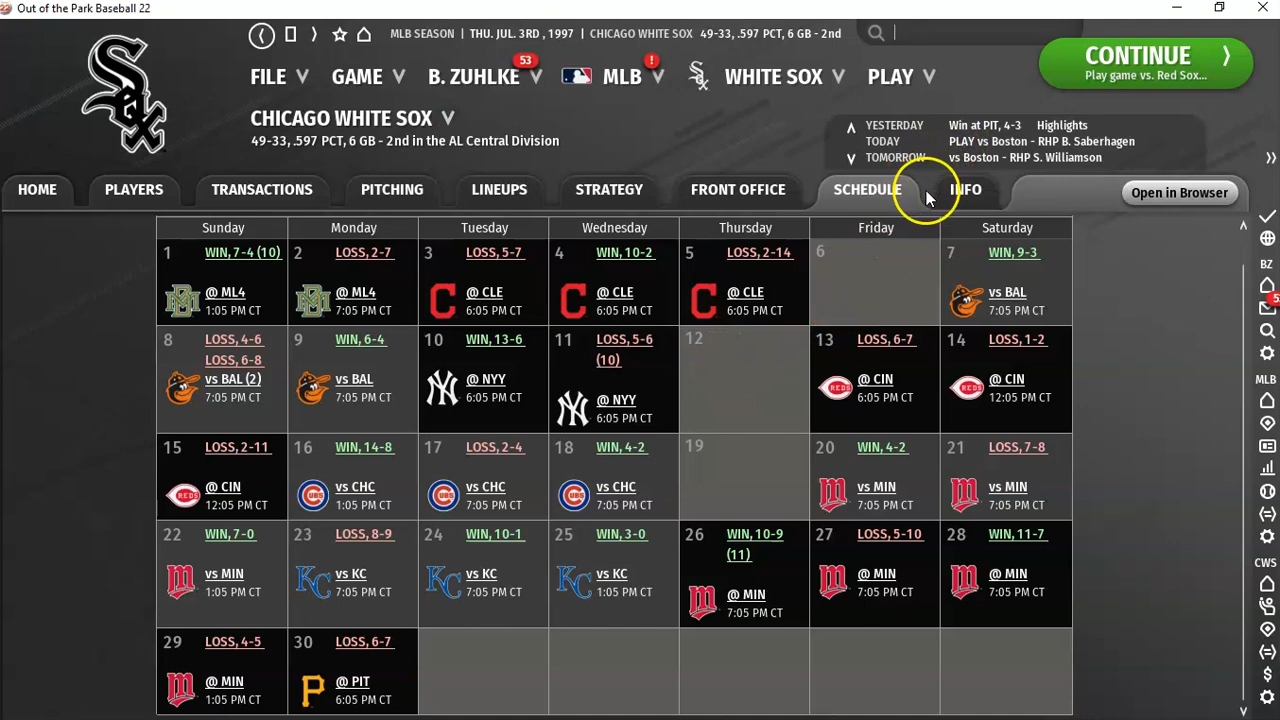 Out of the Park Baseball 22
MLB SEASON | THU. JUL. 3RD, 1997 | CHICAGO WHITE SOX 49-33, .597 PCT, 6 GB - 2nd
CONTINUE
Play game vs. Red Sox...
FILE GAME B. ZUHLKE 53 MLB ! WHITE SOX PLAY
CHICAGO WHITE SOX
49-33, .597 PCT, 6 GB - 2nd in the AL Central Division
YESTERDAY Win at PIT, 4-3 Highlights
TODAY PLAY vs Boston - RHP B. Saberhagen
TOMORROW vs Boston - RHP S. Williamson
HOME PLAYERS TRANSACTIONS PITCHING LINEUPS STRATEGY FRONT OFFICE SCHEDULE INFO Open in Browser
Sunday Monday Tuesday Wednesday Thursday Friday Saturday
1 WIN, 7-4 (10) 2 LOSS, 2-7 3 LOSS, 5-7 4 WIN, 10-2 5 LOSS, 2-14 6 7 WIN, 9-3
@ ML4 @ ML4 @ CLE @ CLE @ CLE vs BAL
1:05 PM CT 7:05 PM CT 6:05 PM CT 6:05 PM CT 6:05 PM CT 7:05 PM CT
8 LOSS, 4-6 9 WIN, 6-4 10 WIN, 13-6 11 LOSS, 5-6 12 13 LOSS, 6-7 14 LOSS, 1-2
LOSS, 6-8 (10)
vs BAL (2) vs BAL @ NYY @ NYY @ CIN @ CIN
7:05 PM CT 7:05 PM CT 6:05 PM CT 6:05 PM CT 6:05 PM CT 12:05 PM CT
15 LOSS, 2-11 16 WIN, 14-8 17 LOSS, 2-4 18 WIN, 4-2 19 20 WIN, 4-2 21 LOSS, 7-8
@ CIN vs CHC vs CHC vs CHC vs MIN vs MIN
12:05 PM CT 1:05 PM CT 7:05 PM CT 7:05 PM CT 7:05 PM CT 7:05 PM CT
22 WIN, 7-0 23 LOSS, 8-9 24 WIN, 10-1 25 WIN, 3-0 26 WIN, 10-9 27 LOSS, 5-10 28 WIN, 11-7
(11)
vs MIN vs KC vs KC vs KC @ MIN @ MIN @ MIN
1:05 PM CT 7:05 PM CT 7:05 PM CT 1:05 PM CT 7:05 PM CT 7:05 PM CT 7:05 PM CT
29 LOSS, 4-5 30 LOSS, 6-7
@ MIN @ PIT
1:05 PM CT 6:05 PM CT
BZ
MLB
CWS